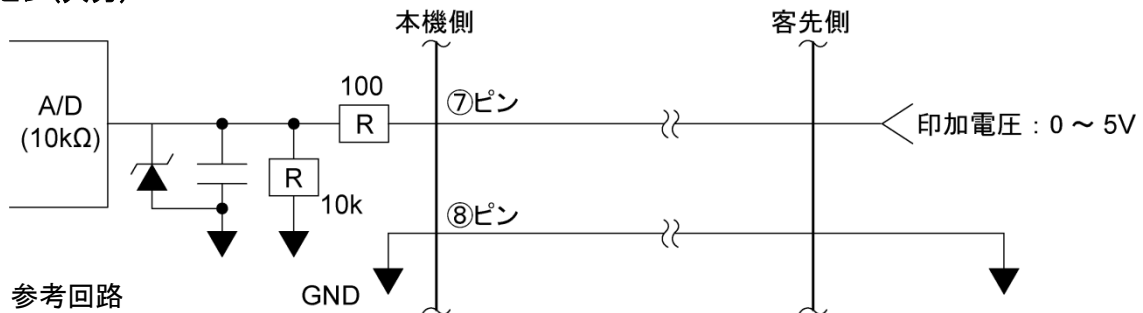 本機側
客先側
A/D
(10kΩ)
100
R
⑦ピン
印加電圧：0 ～ 5V
R
10k
⑧ピン
参考回路
GND